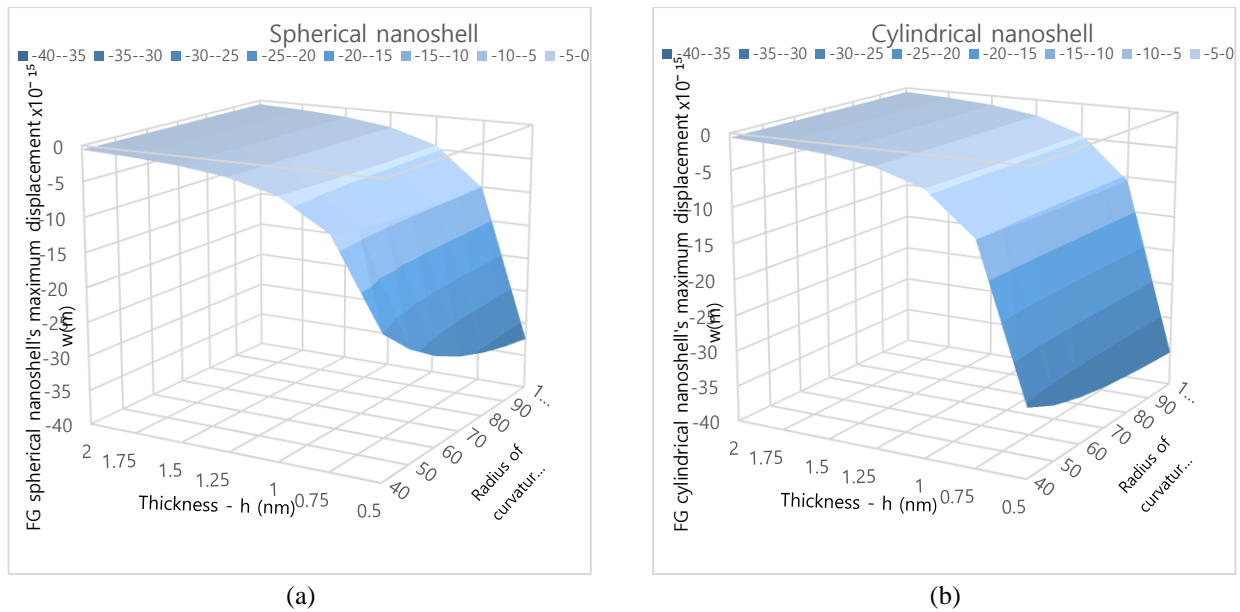 Spherical nanoshell
-40--35 -35--30 -30--25 -25--20 -20--15 -15--10 -10--5 -5-0
FG spherical nanoshell's maximum displacement x10⁻¹⁵
w(m)
0
-5
-10
-15
-20
-25
-30
-35
-40
2 1.75 1.5 1.25 1 0.75 0.5
Thickness - h (nm)
40 50 60 70 80 90 1...
Radius of
curvatur...
(a)
Cylindrical nanoshell
-40--35 -35--30 -30--25 -25--20 -20--15 -15--10 -10--5 -5-0
FG cylindrical nanoshell's maximum displacement x10⁻¹⁵
w(m)
0
-5
-10
-15
-20
-25
-30
-35
-40
2 1.75 1.5 1.25 1 0.75 0.5
Thickness - h (nm)
40 50 60 70 80 90 1...
Radius of
curvatur...
(b)